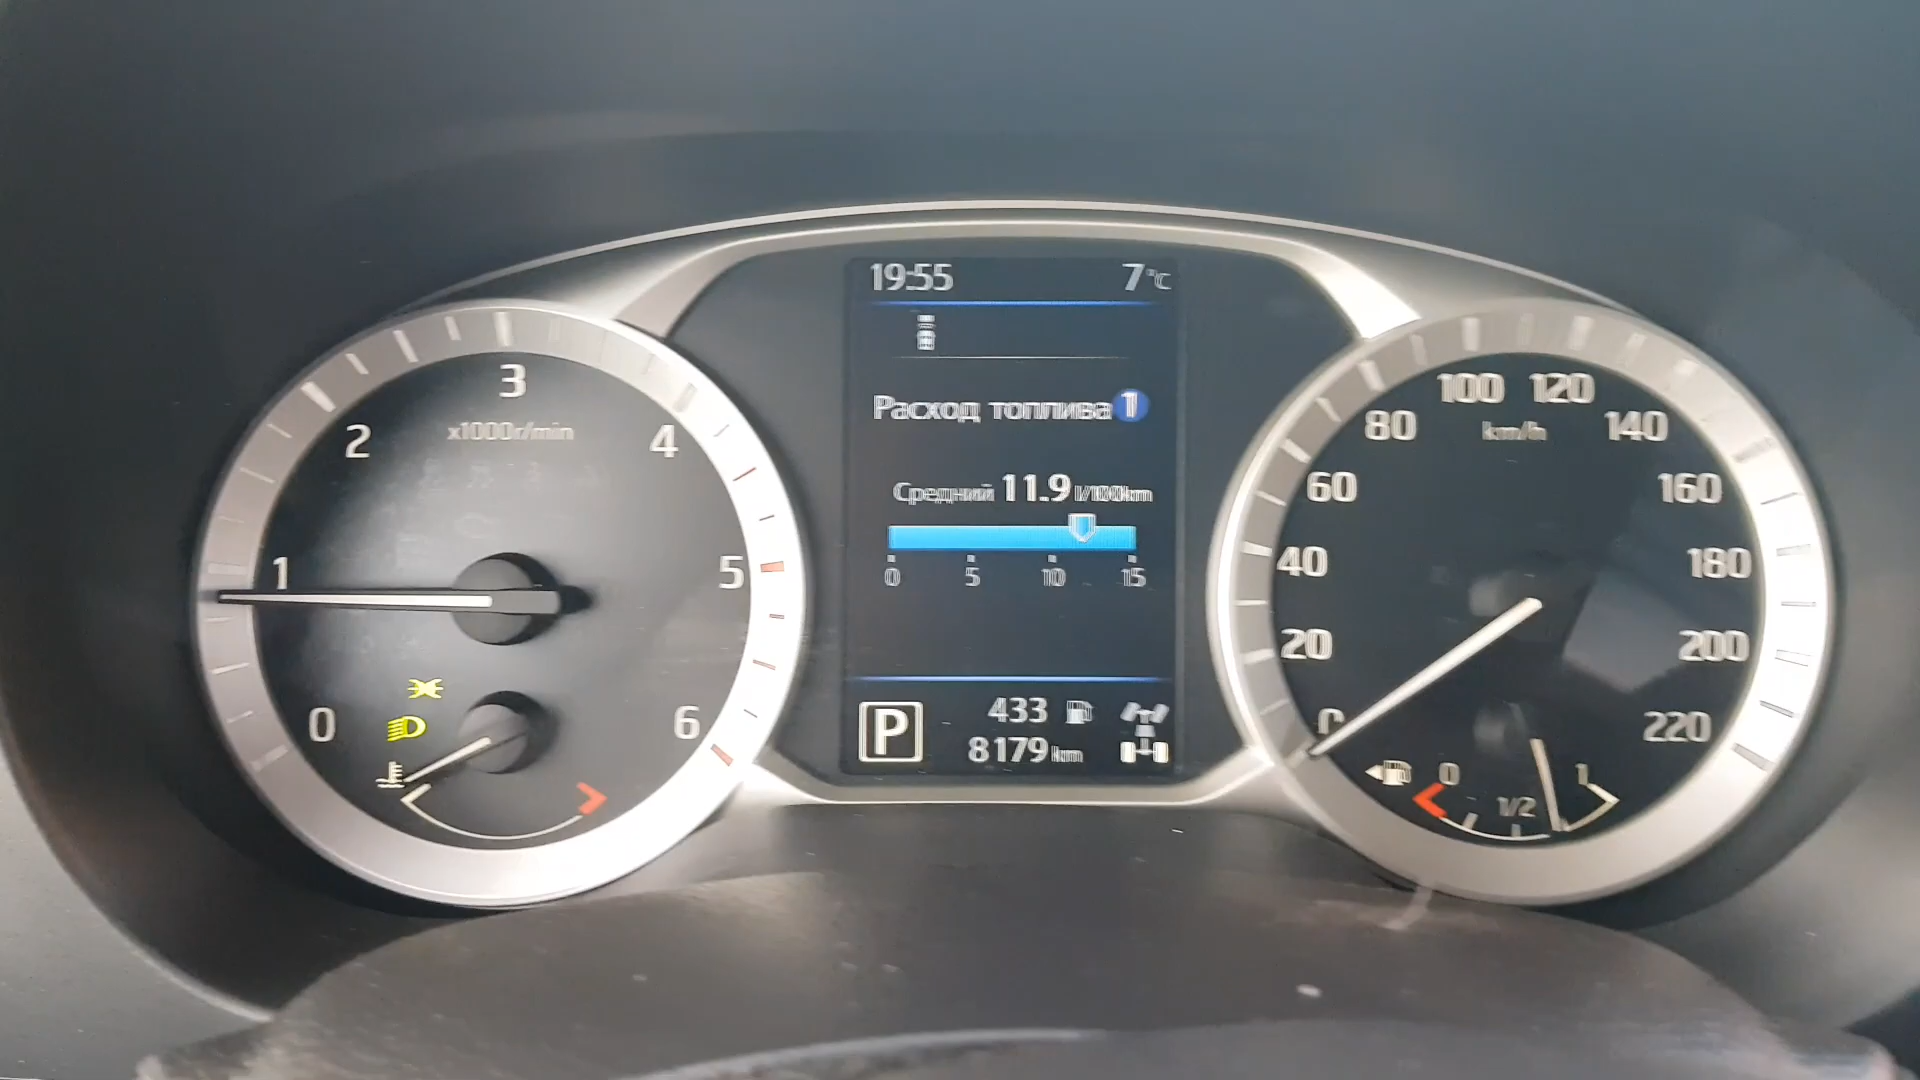 19:55 7°C
Расход топлива 1
Средний 11.9 l/100km
0 5 10 15
P
433
8179 km
x1000r/min
0
1
2
3
4
5
6
km/h
0
20
40
60
80
100
120
140
160
180
200
220
0 1/2 1